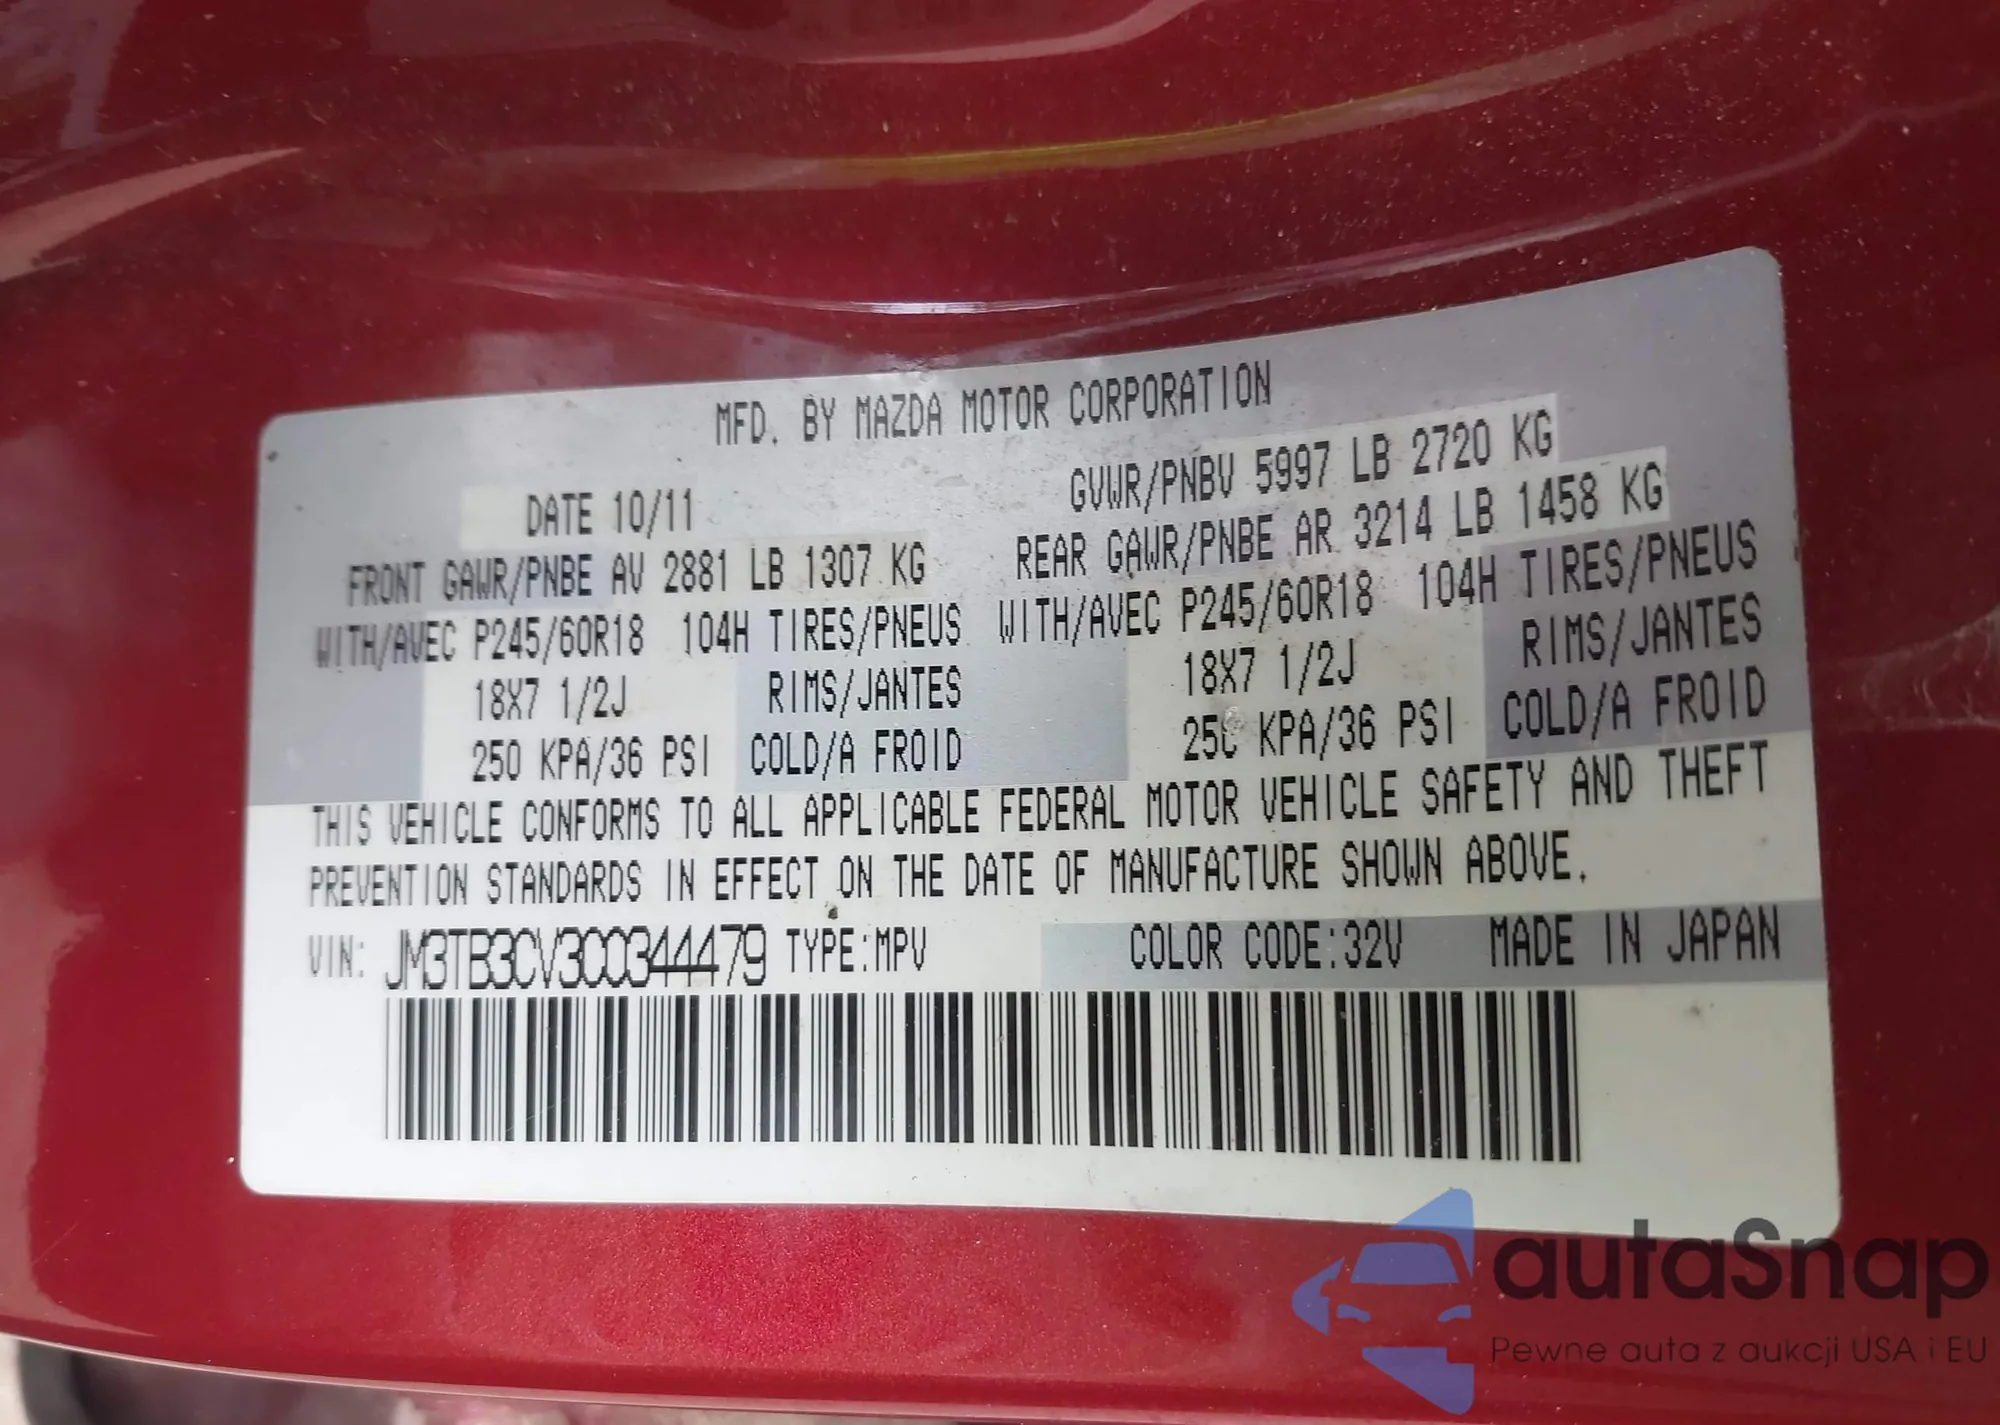 MFD. BY MAZDA MOTOR CORPORATION
DATE 10/11 GVWR/PNBV 5997 LB 2720 KG
FRONT GAWR/PNBE AV 2881 LB 1307 KG REAR GAWR/PNBE AR 3214 LB 1458 KG
WITH/AVEC P245/60R18 104H TIRES/PNEUS WITH/AVEC P245/60R18 104H TIRES/PNEUS
18X7 1/2J RIMS/JANTES 18X7 1/2J RIMS/JANTES
250 KPA/36 PSI COLD/A FROID 250 KPA/36 PSI COLD/A FROID
THIS VEHICLE CONFORMS TO ALL APPLICABLE FEDERAL MOTOR VEHICLE SAFETY AND THEFT
PREVENTION STANDARDS IN EFFECT ON THE DATE OF MANUFACTURE SHOWN ABOVE.
VIN: JM3TB3CV3C0344479 TYPE:MPV COLOR CODE:32V MADE IN JAPAN
autaSnap
Pewne auta z aukcji USA i EU